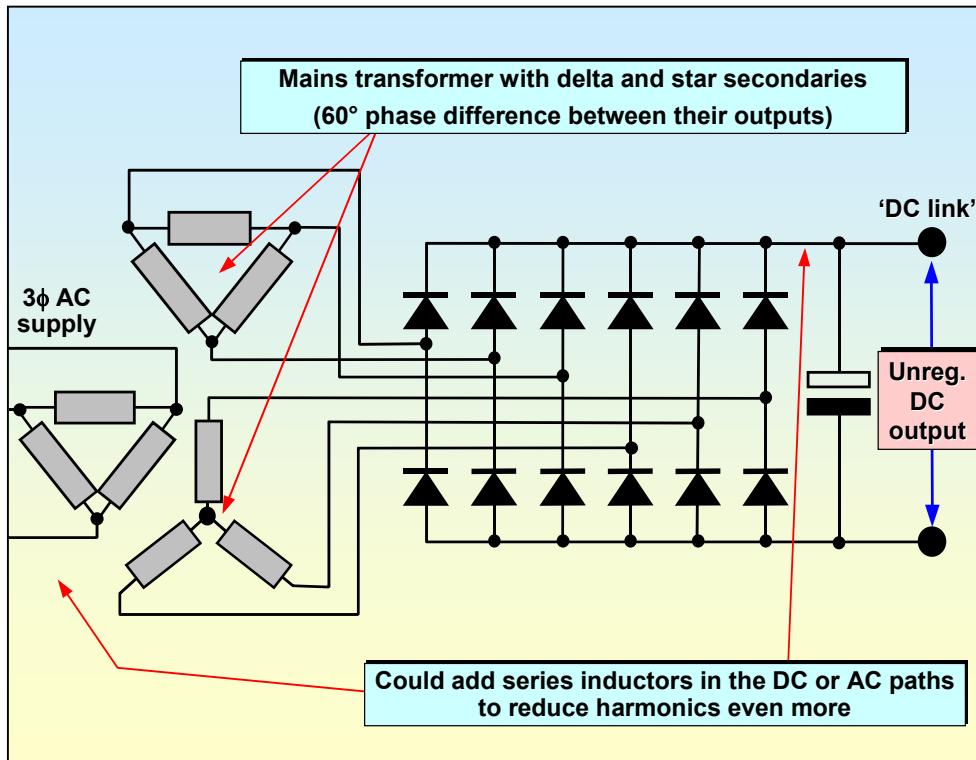 Mains transformer with delta and star secondaries
(60° phase difference between their outputs)
‘DC link’
3ϕ AC
supply
Unreg.
DC
output
Could add series inductors in the DC or AC paths
to reduce harmonics even more